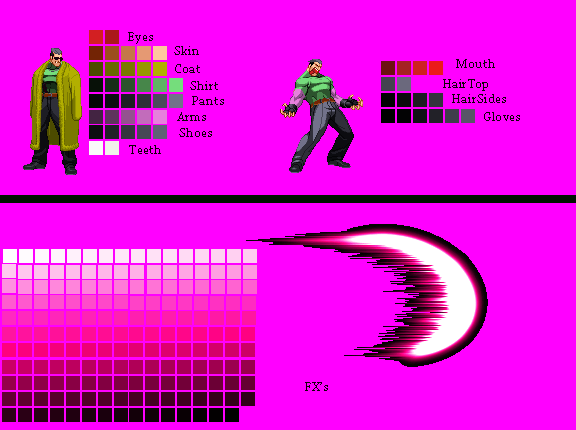 Eyes
Skin
Coat
Shirt
Pants
Arms
Shoes
Teeth
Mouth
Hair Top
HairSides
Gloves
FX's